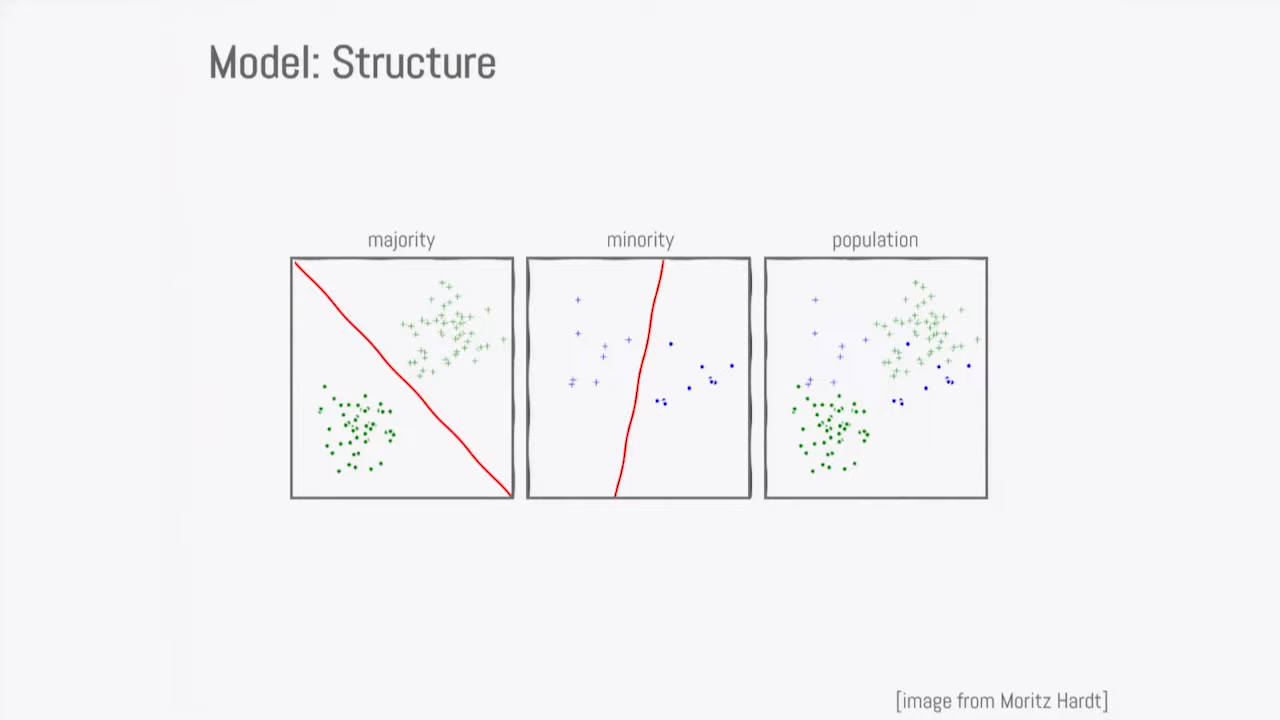 Model: Structure
majority
minority
population
[image from Moritz Hardt]